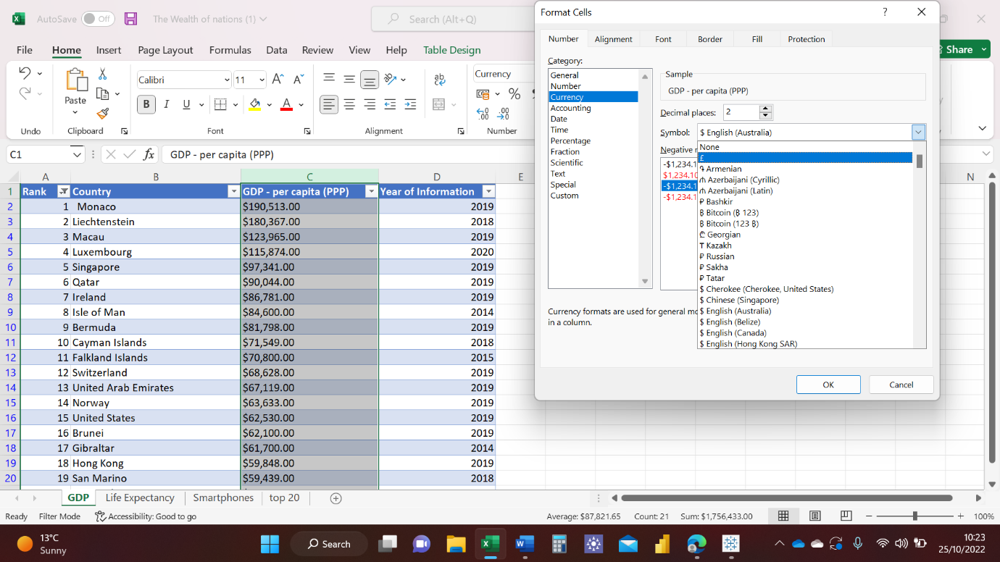 AutoSave Off The Wealth of nations (1) Search (Alt+Q)
File Home Insert Page Layout Formulas Data Review View Help Table Design Share
Paste Calibri 11 B I U ab Currency %
Undo Clipboard Font Alignment Number
C1 fx GDP - per capita (PPP)
A B C D E N
1 Rank Country GDP - per capita (PPP) Year of Information
2 1 Monaco $190,513.00 2019
3 2 Liechtenstein $180,367.00 2018
4 3 Macau $123,965.00 2019
5 4 Luxembourg $115,874.00 2020
6 5 Singapore $97,341.00 2019
7 6 Qatar $90,044.00 2019
8 7 Ireland $86,781.00 2019
9 8 Isle of Man $84,600.00 2014
10 9 Bermuda $81,798.00 2019
11 10 Cayman Islands $71,549.00 2018
12 11 Falkland Islands $70,800.00 2015
13 12 Switzerland $68,628.00 2019
14 13 United Arab Emirates $67,119.00 2019
15 14 Norway $63,633.00 2019
16 15 United States $62,530.00 2019
17 16 Brunei $62,100.00 2019
18 17 Gibraltar $61,700.00 2014
19 18 Hong Kong $59,848.00 2019
20 19 San Marino $59,439.00 2018
GDP Life Expectancy Smartphones top 20
Ready Filter Mode Accessibility: Good to go Average: $87,821.65 Count: 21 Sum: $1,756,433.00 100%
Format Cells ?
Number Alignment Font Border Fill Protection
Category:
General
Number
Currency
Accounting
Date
Time
Percentage
Fraction
Scientific
Text
Special
Custom
Sample
GDP - per capita (PPP)
Decimal places: 2
Symbol: $ English (Australia)
Negative
-$1,234.1
$1,234.10
-$1,234.1
-$1,234.1
None
£
֏ Armenian
₼ Azerbaijani (Cyrillic)
₼ Azerbaijani (Latin)
₽ Bashkir
₿ Bitcoin (₿ 123)
₿ Bitcoin (123 ₿)
₾ Georgian
₸ Kazakh
₽ Russian
₽ Sakha
₽ Tatar
$ Cherokee (Cherokee, United States)
$ Chinese (Singapore)
$ English (Australia)
$ English (Belize)
$ English (Canada)
$ English (Hong Kong SAR)
Currency formats are used for general mo
in a column.
OK Cancel
13°C
Sunny
Search
10:23
25/10/2022